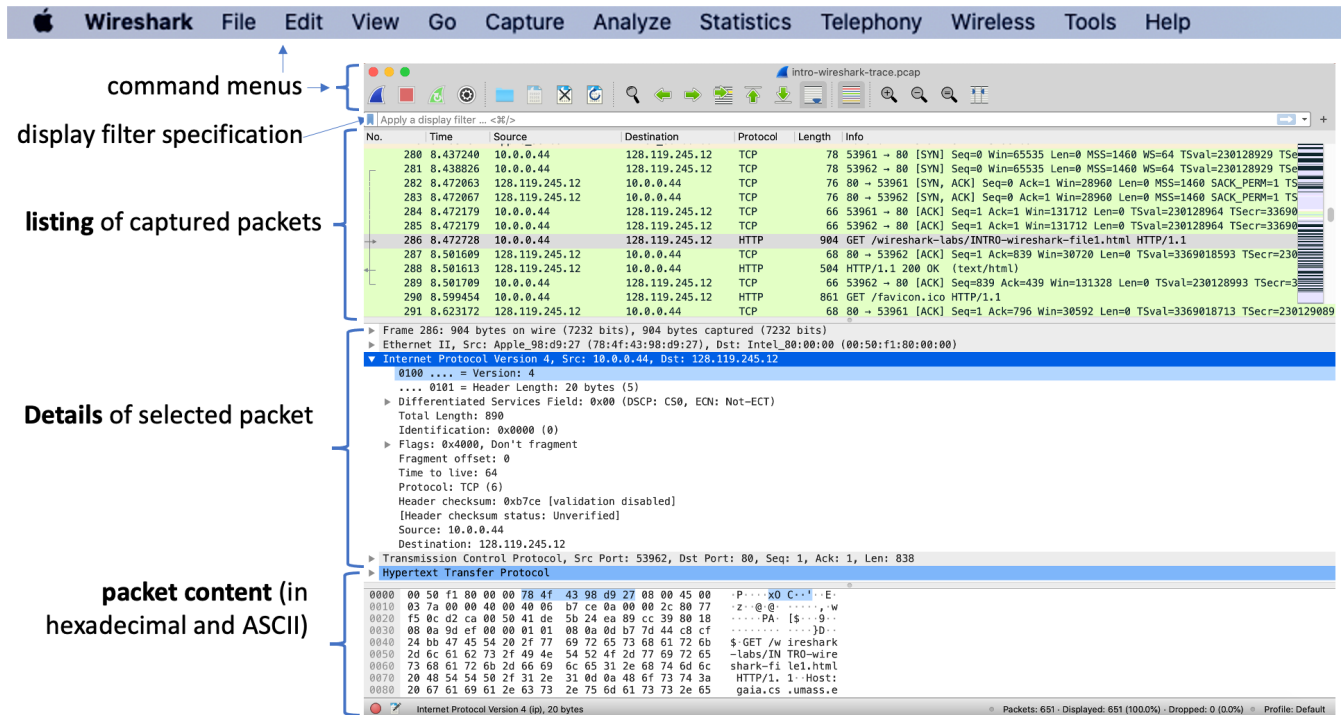 Wireshark File Edit View Go Capture Analyze Statistics Telephony Wireless Tools Help
command menus
intro-wireshark-trace.pcap
display filter specification
Apply a display filter ... <⌘/>
+
No. Time Source Destination Protocol Length Info
280 8.437240 10.0.0.44 128.119.245.12 TCP 78 53961 → 80 [SYN] Seq=0 Win=65535 Len=0 MSS=1460 WS=64 TSval=230128929 TSe
281 8.438826 10.0.0.44 128.119.245.12 TCP 78 53962 → 80 [SYN] Seq=0 Win=65535 Len=0 MSS=1460 WS=64 TSval=230128929 TSe
282 8.472063 128.119.245.12 10.0.0.44 TCP 76 80 → 53961 [SYN, ACK] Seq=0 Ack=1 Win=28960 Len=0 MSS=1460 SACK_PERM=1 TS
283 8.472067 128.119.245.12 10.0.0.44 TCP 76 80 → 53962 [SYN, ACK] Seq=0 Ack=1 Win=28960 Len=0 MSS=1460 SACK_PERM=1 TS
284 8.472179 10.0.0.44 128.119.245.12 TCP 66 53961 → 80 [ACK] Seq=1 Ack=1 Win=131712 Len=0 TSval=230128964 TSecr=33690
285 8.472179 10.0.0.44 128.119.245.12 TCP 66 53962 → 80 [ACK] Seq=1 Ack=1 Win=131712 Len=0 TSval=230128964 TSecr=33690
286 8.472728 10.0.0.44 128.119.245.12 HTTP 904 GET /wireshark-labs/INTRO-wireshark-file1.html HTTP/1.1
287 8.501609 128.119.245.12 10.0.0.44 TCP 68 80 → 53962 [ACK] Seq=1 Ack=839 Win=30720 Len=0 TSval=3369018593 TSecr=230
288 8.501613 128.119.245.12 10.0.0.44 HTTP 504 HTTP/1.1 200 OK (text/html)
289 8.501709 10.0.0.44 128.119.245.12 TCP 66 53962 → 80 [ACK] Seq=839 Ack=439 Win=131328 Len=0 TSval=230128993 TSecr=3
290 8.599454 10.0.0.44 128.119.245.12 HTTP 861 GET /favicon.ico HTTP/1.1
291 8.623172 128.119.245.12 10.0.0.44 TCP 68 80 → 53961 [ACK] Seq=1 Ack=796 Win=30592 Len=0 TSval=3369018713 TSecr=230129089
listing of captured packets
Frame 286: 904 bytes on wire (7232 bits), 904 bytes captured (7232 bits)
Ethernet II, Src: Apple_98:d9:27 (78:4f:43:98:d9:27), Dst: Intel_80:00:00 (00:50:f1:80:00:00)
Internet Protocol Version 4, Src: 10.0.0.44, Dst: 128.119.245.12
0100 .... = Version: 4
.... 0101 = Header Length: 20 bytes (5)
Differentiated Services Field: 0x00 (DSCP: CS0, ECN: Not-ECT)
Total Length: 890
Identification: 0x0000 (0)
Flags: 0x4000, Don't fragment
Fragment offset: 0
Time to live: 64
Protocol: TCP (6)
Header checksum: 0xb7ce [validation disabled]
[Header checksum status: Unverified]
Source: 10.0.0.44
Destination: 128.119.245.12
Transmission Control Protocol, Src Port: 53962, Dst Port: 80, Seq: 1, Ack: 1, Len: 838
Hypertext Transfer Protocol
Details of selected packet
packet content (in
hexadecimal and ASCII)
0000 00 50 f1 80 00 00 78 4f 43 98 d9 27 08 00 45 00 ·P····xO C··'··E·
0010 03 7a 00 00 40 00 40 06 b7 ce 0a 00 00 2c 80 77 ·z··@·@· ·····,·w
0020 f5 0c d2 ca 00 50 41 de 5b 24 ea 89 cc 39 80 18 ·····PA· [$···9··
0030 08 0a 9d ef 00 00 01 01 08 0a 0d b7 7d 44 c8 cf ········ ····}D··
0040 24 bb 47 45 54 20 2f 77 69 72 65 73 68 61 72 6b $·GET /w ireshark
0050 2d 6c 61 62 73 2f 49 4e 54 52 4f 2d 77 69 72 65 -labs/IN TRO-wire
0060 73 68 61 72 6b 2d 66 69 6c 65 31 2e 68 74 6d 6c shark-fi le1.html
0070 20 48 54 54 50 2f 31 2e 31 0d 0a 48 6f 73 74 3a HTTP/1. 1··Host:
0080 20 67 61 69 61 2e 63 73 2e 75 6d 61 73 73 2e 65 gaia.cs .umass.e
Internet Protocol Version 4 (ip), 20 bytes
Packets: 651 · Displayed: 651 (100.0%) · Dropped: 0 (0.0%)
Profile: Default